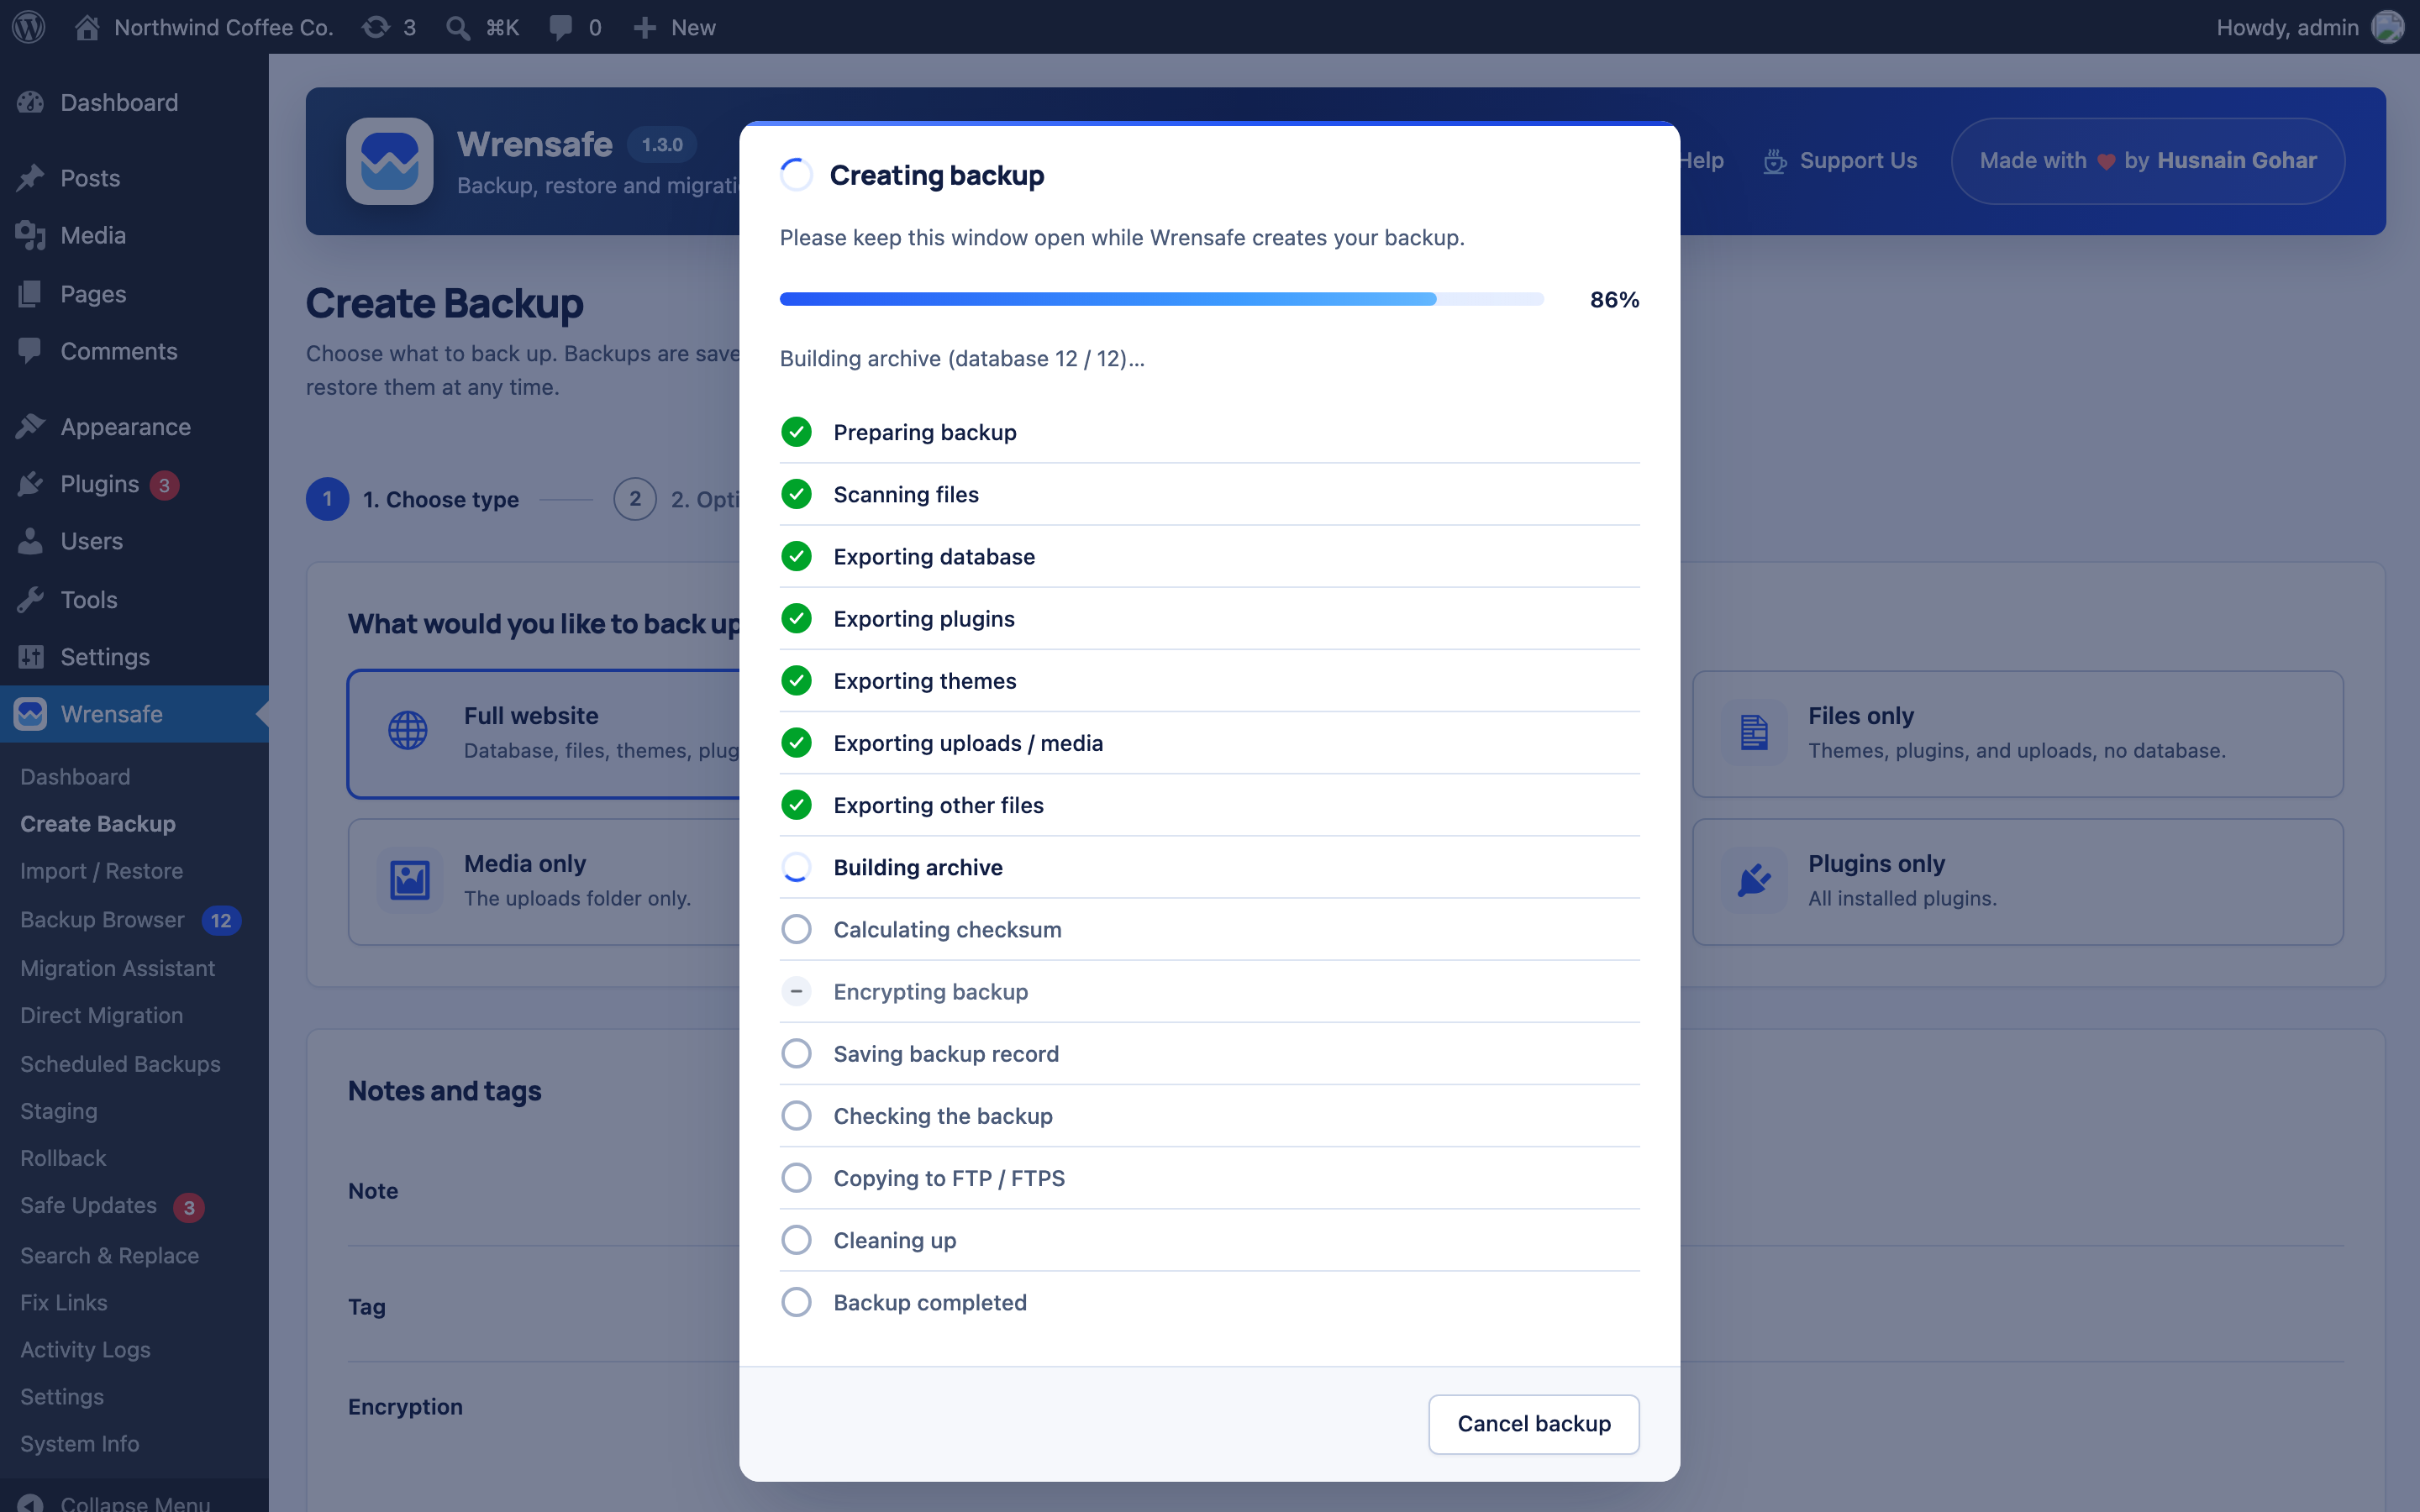 Northwind Coffee Co. 3 ⌘K 0 New
Howdy, admin
Dashboard
Posts
Media
Pages
Comments
Appearance
Plugins 3
Users
Tools
Settings
Wrensafe
Dashboard
Create Backup
Import / Restore
Backup Browser 12
Migration Assistant
Direct Migration
Scheduled Backups
Staging
Rollback
Safe Updates 3
Search & Replace
Fix Links
Activity Logs
Settings
System Info
Collapse Menu
Wrensafe 1.3.0
Backup, restore and migrati
Help
Support Us
Made with ❤ by Husnain Gohar
Create Backup
Choose what to back up. Backups are save
restore them at any time.
1 1. Choose type
2 2. Opti
What would you like to back up
Full website
Database, files, themes, plug
Files only
Themes, plugins, and uploads, no database.
Media only
The uploads folder only.
Plugins only
All installed plugins.
Notes and tags
Note
Tag
Encryption
Creating backup
Please keep this window open while Wrensafe creates your backup.
86%
Building archive (database 12 / 12)...
Preparing backup
Scanning files
Exporting database
Exporting plugins
Exporting themes
Exporting uploads / media
Exporting other files
Building archive
Calculating checksum
Encrypting backup
Saving backup record
Checking the backup
Copying to FTP / FTPS
Cleaning up
Backup completed
Cancel backup